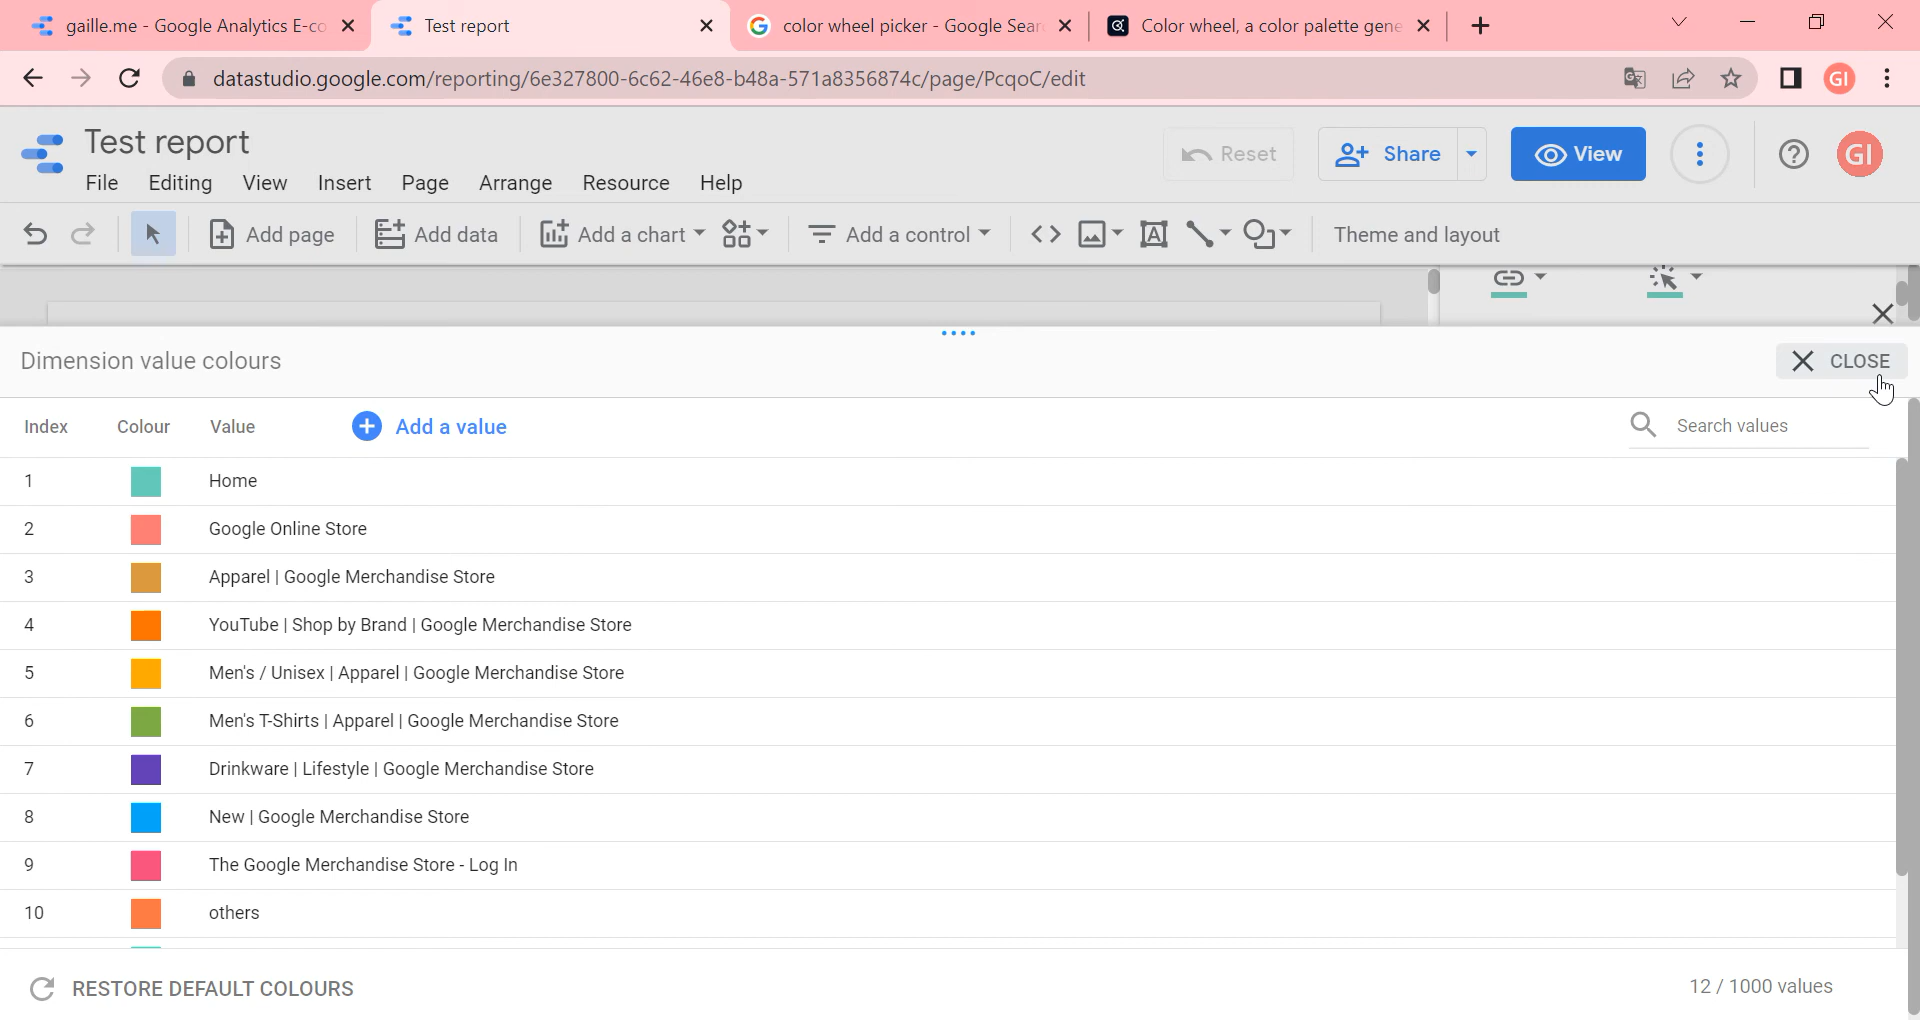 gaille.me - Google Analytics E-co
Test report
color wheel picker - Google Sear
Color wheel, a color palette gene
datastudio.google.com/reporting/6e327800-6c62-46e8-b48a-571a8356874c/page/PcqoC/edit
GI
Test report
Reset
Share
View
GI
File Editing View Insert Page Arrange Resource Help
Add page
Add data
Add a chart
Add a control
Theme and layout
Dimension value colours
CLOSE
Index Colour Value
Add a value
Search values
1 Home
2 Google Online Store
3 Apparel | Google Merchandise Store
4 YouTube | Shop by Brand | Google Merchandise Store
5 Men's / Unisex | Apparel | Google Merchandise Store
6 Men's T-Shirts | Apparel | Google Merchandise Store
7 Drinkware | Lifestyle | Google Merchandise Store
8 New | Google Merchandise Store
9 The Google Merchandise Store - Log In
10 others
RESTORE DEFAULT COLOURS
12 / 1000 values